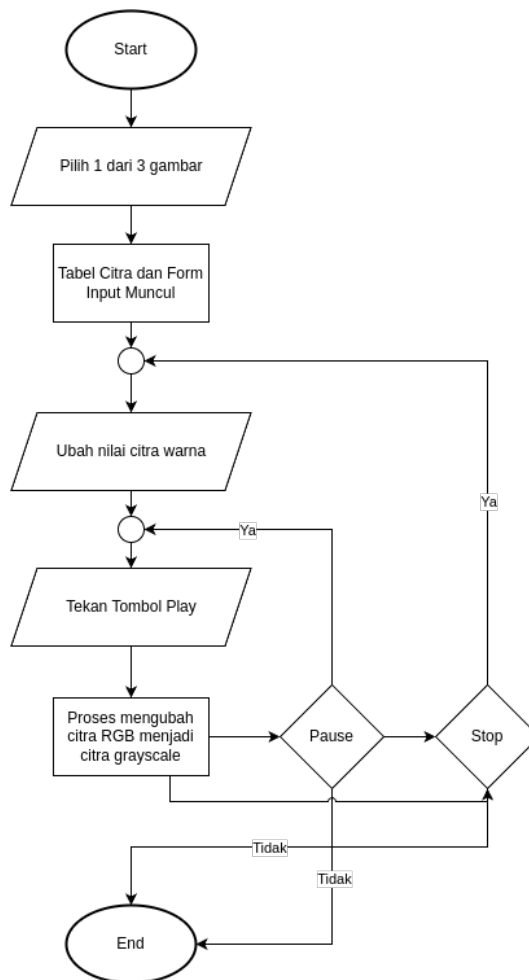 Start
Pilih 1 dari 3 gambar
Tabel Citra dan Form
Input Muncul
Ubah nilai citra warna
Ya
Ya
Tekan Tombol Play
Proses mengubah
citra RGB menjadi
citra grayscale
Pause
Stop
Tidak
Tidak
End